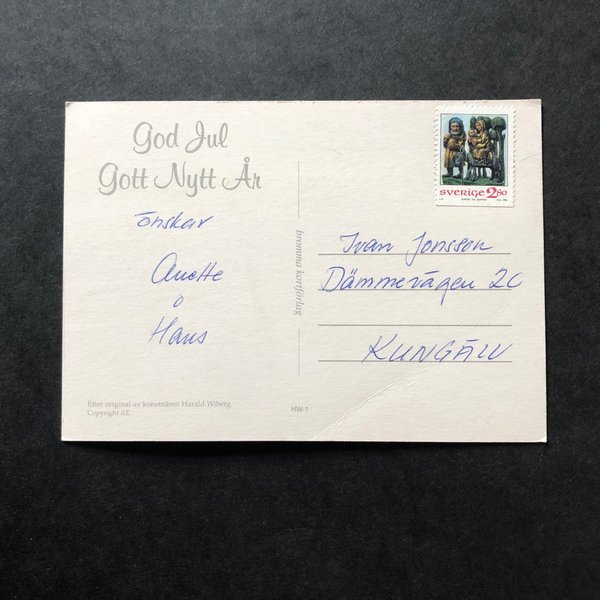 God Jul
Gott Nytt År
önskar
Anette
o
Hans
Efter original av konstnären Harald Wiberg.
Copyright AE
bromma kortförlag
HW-1
SVERIGE 2.80
Ivan Jonsson
Dämmevägen 2C
KUNGÄLV